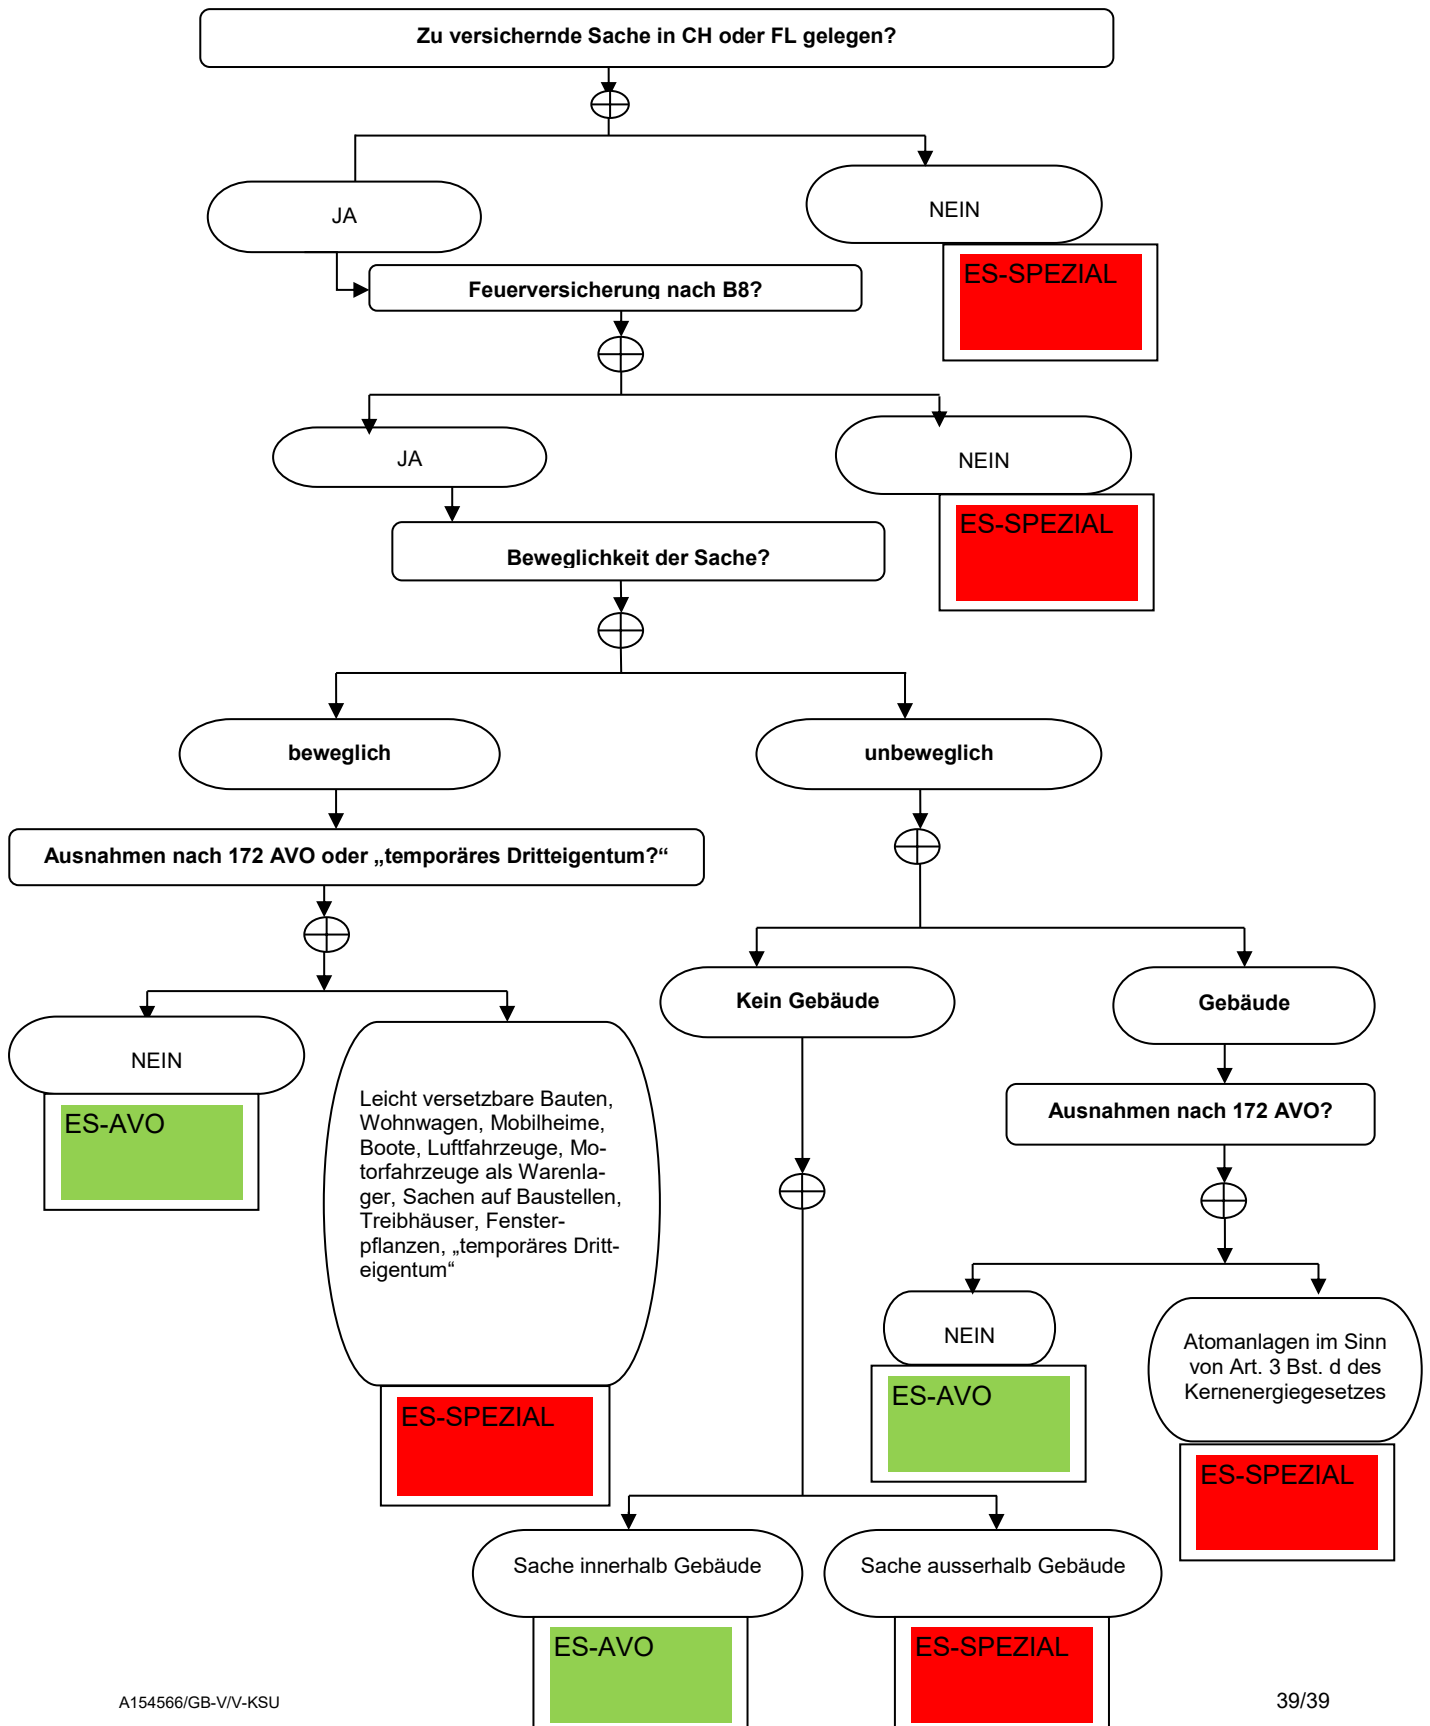 Zu versichernde Sache in CH oder FL gelegen?
JA
NEIN
ES-SPEZIAL
Feuerversicherung nach B8?
JA
NEIN
ES-SPEZIAL
Beweglichkeit der Sache?
beweglich
unbeweglich
Ausnahmen nach 172 AVO oder „temporäres Dritteigentum?“
Kein Gebäude
Gebäude
NEIN
ES-AVO
Leicht versetzbare Bauten,
Wohnwagen, Mobilheime,
Boote, Luftfahrzeuge, Mo-
torfahrzeuge als Warenla-
ger, Sachen auf Baustellen,
Treibhäuser, Fenster-
pflanzen, „temporäres Dritt-
eigentum“
ES-SPEZIAL
Ausnahmen nach 172 AVO?
NEIN
ES-AVO
Atomanlagen im Sinn
von Art. 3 Bst. d des
Kernenergiegesetzes
ES-SPEZIAL
Sache innerhalb Gebäude
ES-AVO
Sache ausserhalb Gebäude
ES-SPEZIAL
A154566/GB-V/V-KSU
39/39